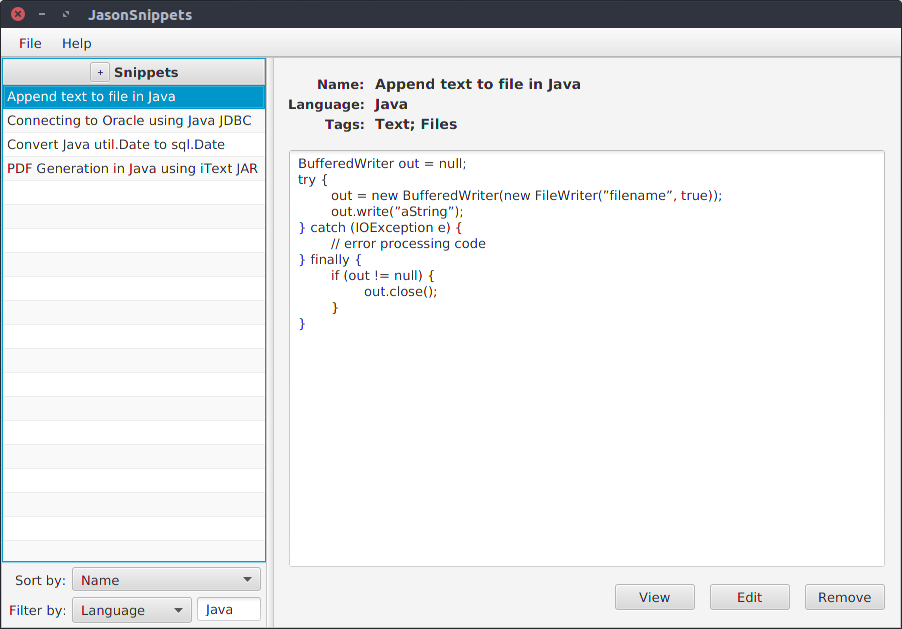 JasonSnippets
File Help
+ Snippets
Append text to file in Java
Connecting to Oracle using Java JDBC
Convert Java util.Date to sql.Date
PDF Generation in Java using iText JAR
Sort by: Name
Filter by: Language Java
Name: Append text to file in Java
Language: Java
Tags: Text; Files
BufferedWriter out = null;
try {
out = new BufferedWriter(new FileWriter(”filename”, true));
out.write(”aString”);
} catch (IOException e) {
// error processing code
} finally {
if (out != null) {
out.close();
}
}
View Edit Remove